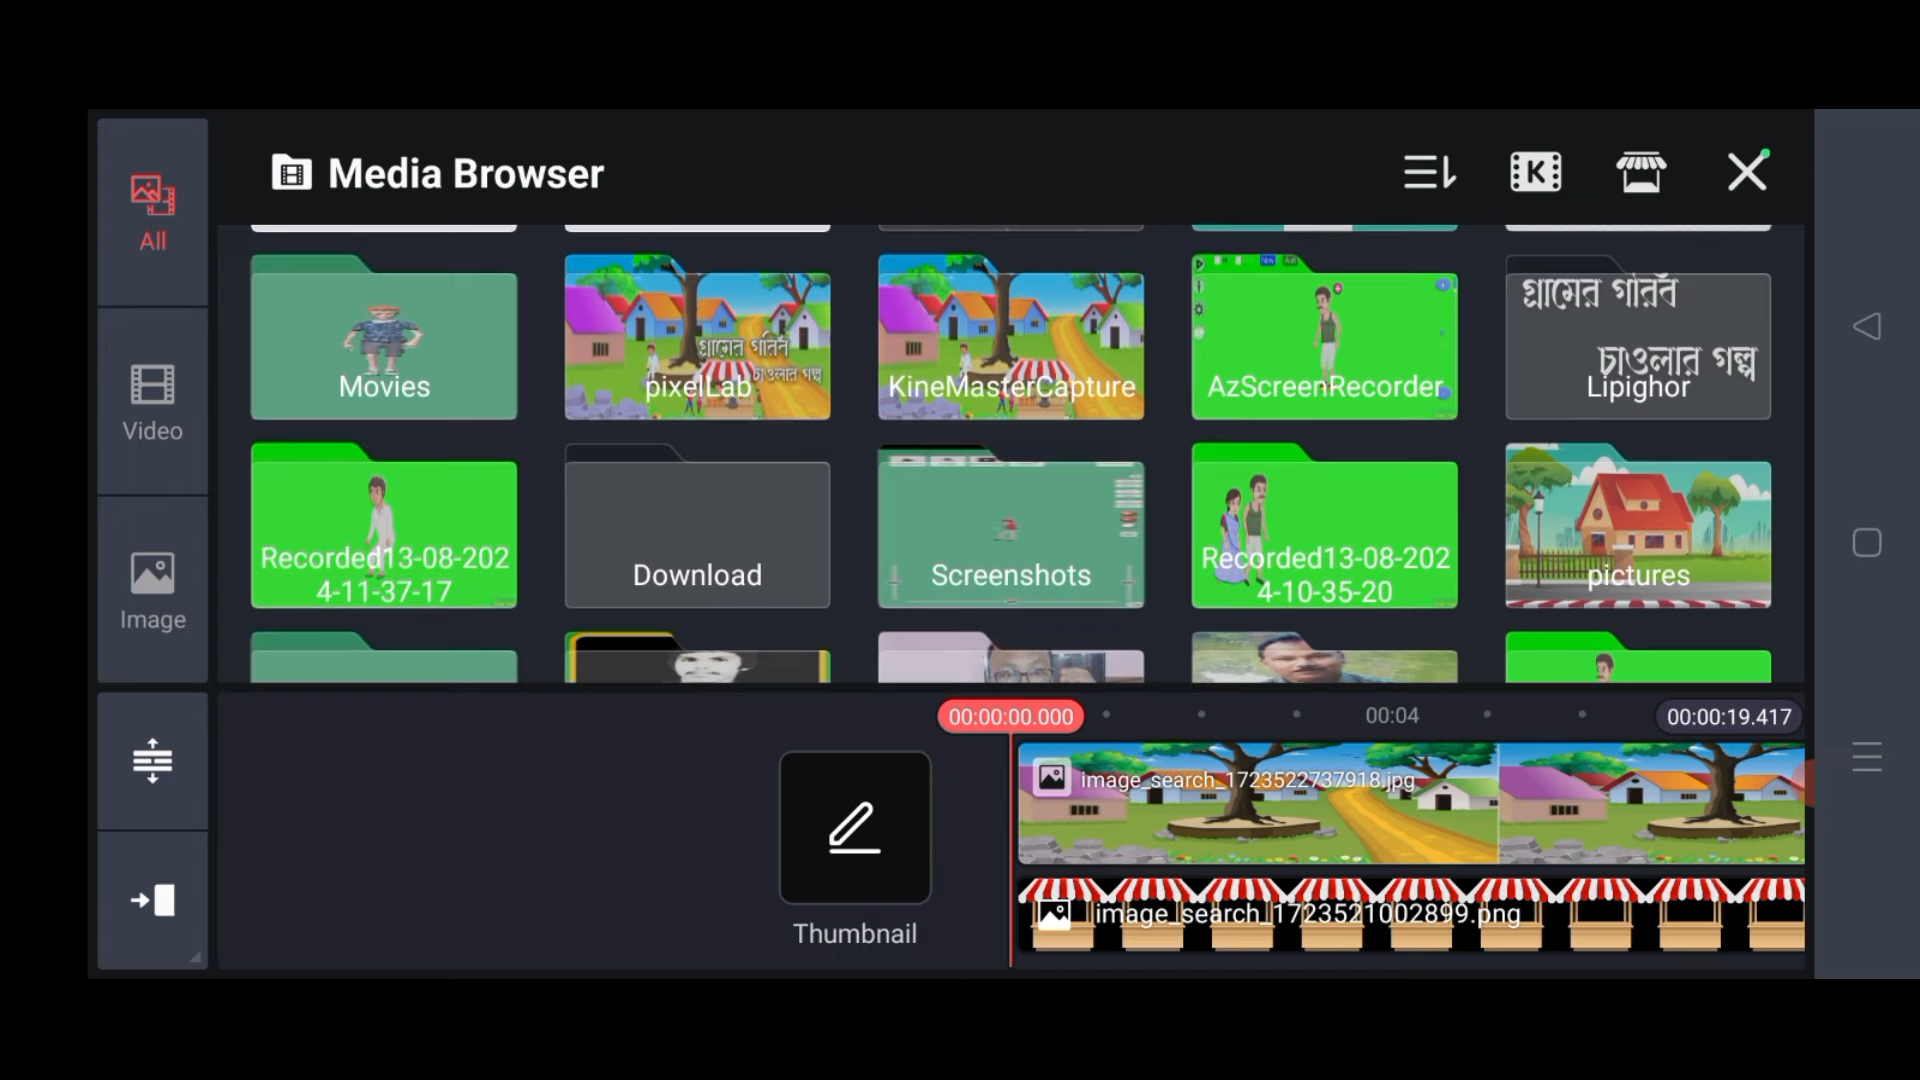 Media Browser
All
Video
Image
Movies
গ্রামের গরিব
চাওলার গল্প
pixelLab
KineMasterCapture
AzScreenRecorder
গ্রামের গরিব
চাওলার গল্প
Lipighor
Recorded13-08-202
4-11-37-17
Download
Screenshots
Recorded13-08-202
4-10-35-20
pictures
00:00:00.000
00:04
00:00:19.417
image_search_1723522737918.jpg
image_search_1723521002899.png
Thumbnail